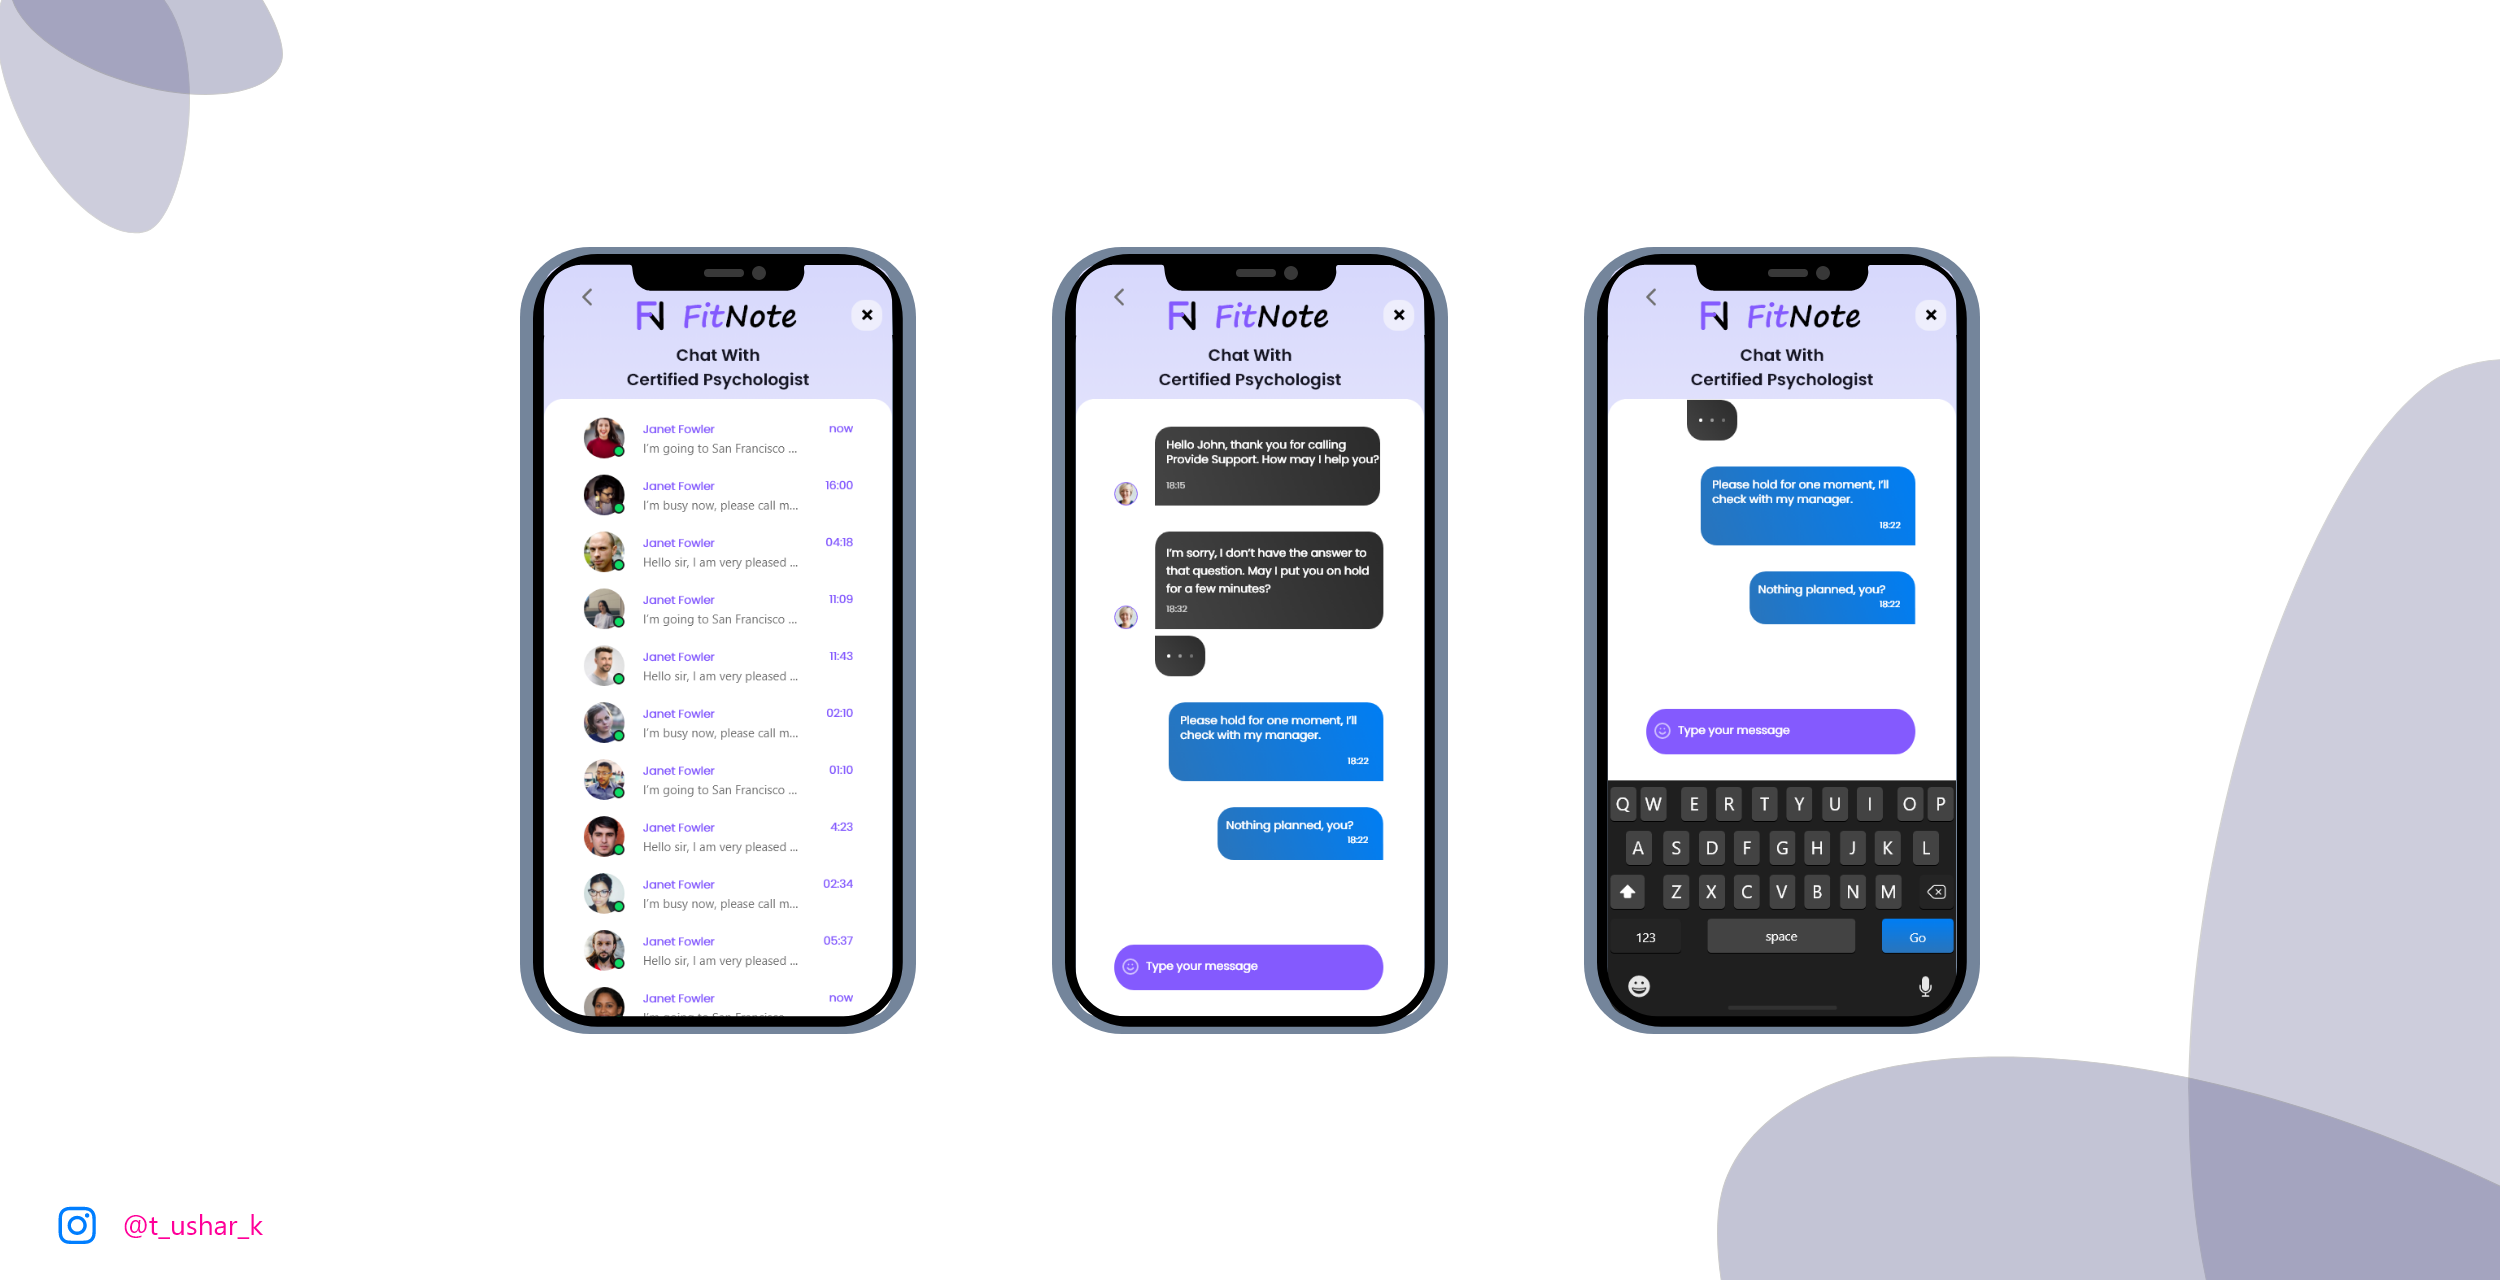 FN FitNote
Chat With
Certified Psychologist
Janet Fowler now
I'm going to San Francisco ...
Janet Fowler 16:00
I'm busy now, please call m...
Janet Fowler 04:18
Hello sir, I am very pleased ...
Janet Fowler 11:09
I'm going to San Francisco ...
Janet Fowler 11:43
Hello sir, I am very pleased ...
Janet Fowler 02:10
I'm busy now, please call m...
Janet Fowler 01:10
I'm going to San Francisco ...
Janet Fowler 4:23
Hello sir, I am very pleased ...
Janet Fowler 02:34
I'm busy now, please call m...
Janet Fowler 05:37
Hello sir, I am very pleased ...
Janet Fowler now
I'm going to San Francisco ...
FN FitNote
Chat With
Certified Psychologist
Hello John, thank you for calling
Provide Support. How may I help you?
18:15
I'm sorry, I don't have the answer to
that question. May I put you on hold
for a few minutes?
18:32
Please hold for one moment, I'll
check with my manager.
18:22
Nothing planned, you?
18:22
Type your message
FN FitNote
Chat With
Certified Psychologist
Please hold for one moment, I'll
check with my manager.
18:22
Nothing planned, you?
18:22
Type your message
Q W E R T Y U I O P
A S D F G H J K L
Z X C V B N M
123 space Go
@t_ushar_k